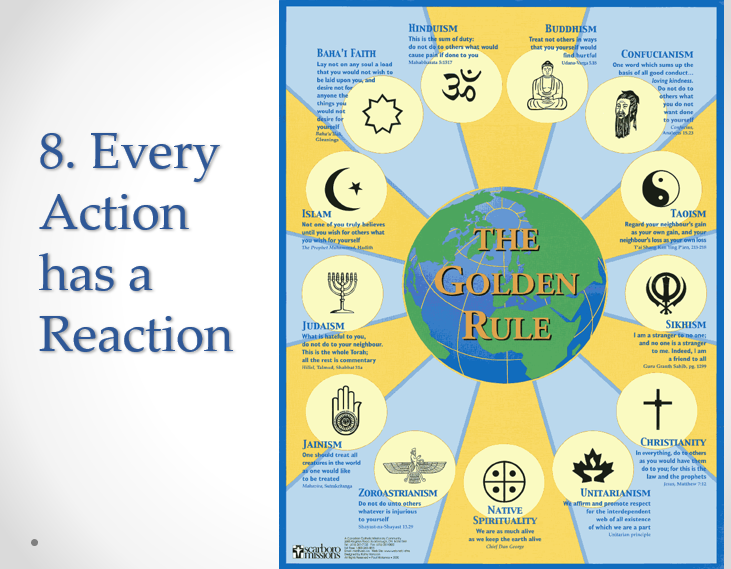 8. Every
Action
has a
Reaction
HINDUISM
This is the sum of duty:
do not do to others what would
cause pain if done to you
Mahabharata 5:1517
BUDDHISM
Treat not others in ways
that you yourself would
find hurtful
Udana-Varga 5.18
BAHA'I FAITH
Lay not on any soul a load
that you would not wish to
be laid upon you, and
desire not for
anyone the
things you
would not
desire for
yourself
Baha'u'llah,
Gleanings
CONFUCIANISM
One word which sums up the
basis of all good conduct...
loving kindness.
Do not do to
others what
you do not
want done
to yourself
Confucius,
Analects 15.23
ISLAM
Not one of you truly believes
until you wish for others what
you wish for yourself
The Prophet Muhammad, Hadith
TAOISM
Regard your neighbour's gain
as your own gain, and your
neighbour's loss as your own loss
T'ai Shang Kan Ying P'ien, 213-218
THE
GOLDEN
RULE
JUDAISM
What is hateful to you,
do not do to your neighbour.
This is the whole Torah;
all the rest is commentary
Hillel, Talmud, Shabbat 31a
SIKHISM
I am a stranger to no one;
and no one is a stranger
to me. Indeed, I am
a friend to all
Guru Granth Sahib, pg. 1299
JAINISM
One should treat all
creatures in the world
as one would like
to be treated
Mahavira, Sutrakritanga
CHRISTIANITY
In everything, do to others
as you would have them
do to you; for this is the
law and the prophets
Jesus, Matthew 7:12
ZOROASTRIANISM
Do not do unto others
whatever is injurious
to yourself
Shayast-na-Shayast 13.29
NATIVE
SPIRITUALITY
We are as much alive
as we keep the earth alive
Chief Dan George
UNITARIANISM
We affirm and promote respect
for the interdependent
web of all existence
of which we are a part
Unitarian principle
scarboro
missions